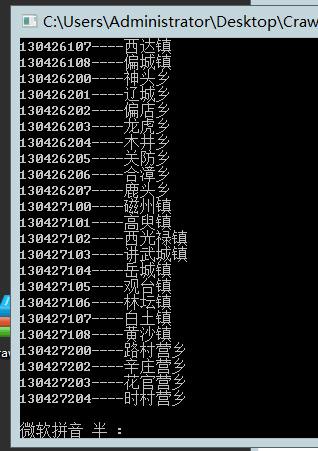 C:\Users\Administrator\Desktop\Craw
130426107----西达镇
130426108----偏城镇
130426200----神头乡
130426201----辽城乡
130426202----偏店乡
130426203----龙虎乡
130426204----木井乡
130426205----关防乡
130426206----合漳乡
130426207----鹿头乡
130427100----磁州镇
130427101----高臾镇
130427102----西光禄镇
130427103----讲武城镇
130427104----岳城镇
130427105----观台镇
130427106----林坛镇
130427107----白土镇
130427108----黄沙镇
130427200----路村营乡
130427202----辛庄营乡
130427203----花官营乡
130427204----时村营乡
微软拼音 半 :